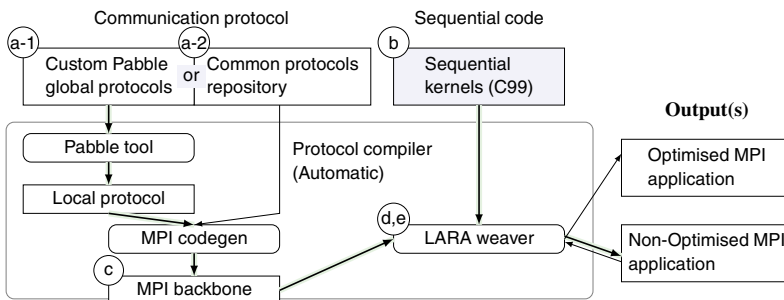 Communication protocol
Sequential code
a-1
a-2
b
Custom Pabble
global protocols
or
Common protocols
repository
Sequential
kernels (C99)
Output(s)
Pabble tool
Protocol compiler
(Automatic)
Optimised MPI
application
Local protocol
d,e
MPI codegen
LARA weaver
Non-Optimised MPI
application
c
MPI backbone